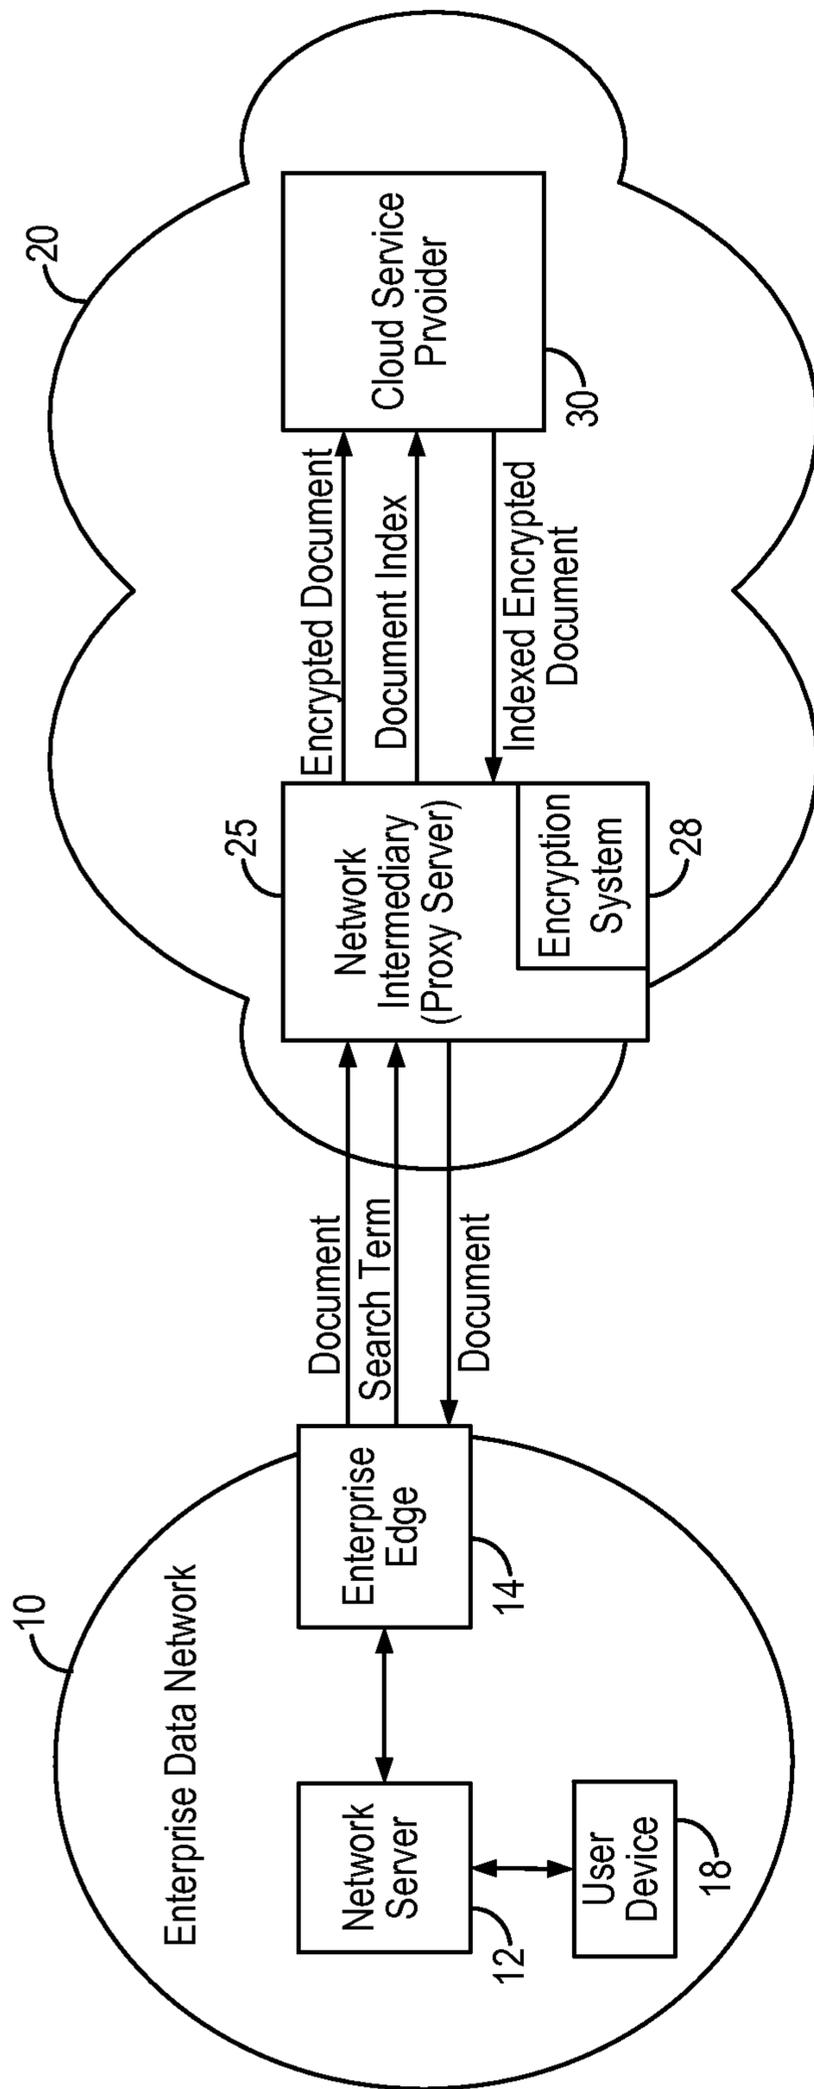 10
Enterprise Data Network
Network
Server
12
User
Device
18
Enterprise
Edge
14
Document
Search Term
Document
20
25
Network
Intermediary
(Proxy Server)
Encryption
System
28
Encrypted Document
Document Index
Indexed Encrypted
Document
Cloud Service
Prvoider
30